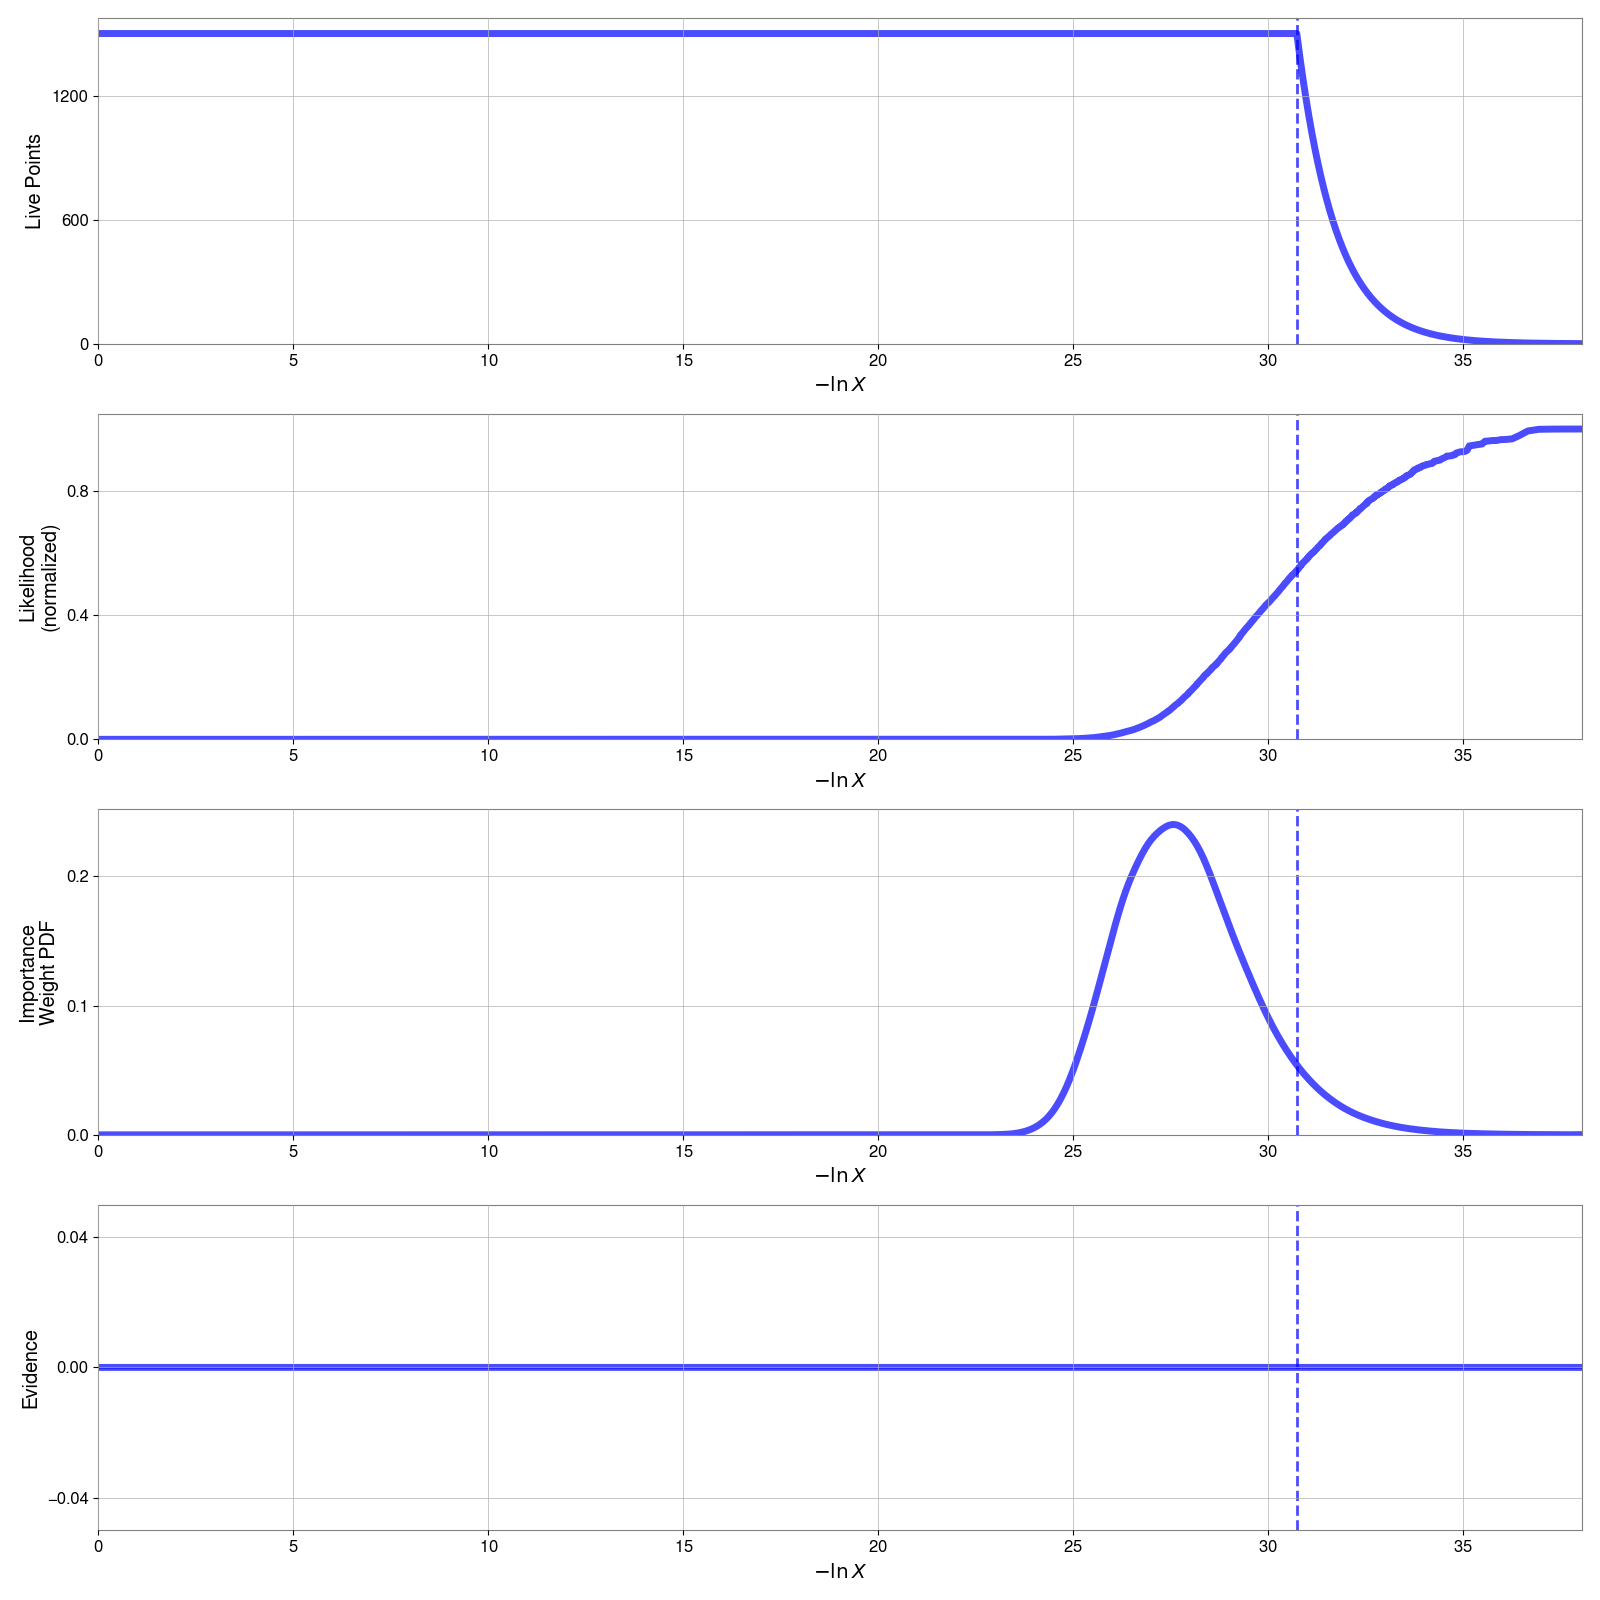 1200
600
0
Live Points
0 5 10 15 20 25 30 35
−ln X
0.8
0.4
0.0
Likelihood
(normalized)
0 5 10 15 20 25 30 35
−ln X
0.2
0.1
0.0
Importance
Weight PDF
0 5 10 15 20 25 30 35
−ln X
0.04
0.00
−0.04
Evidence
0 5 10 15 20 25 30 35
−ln X